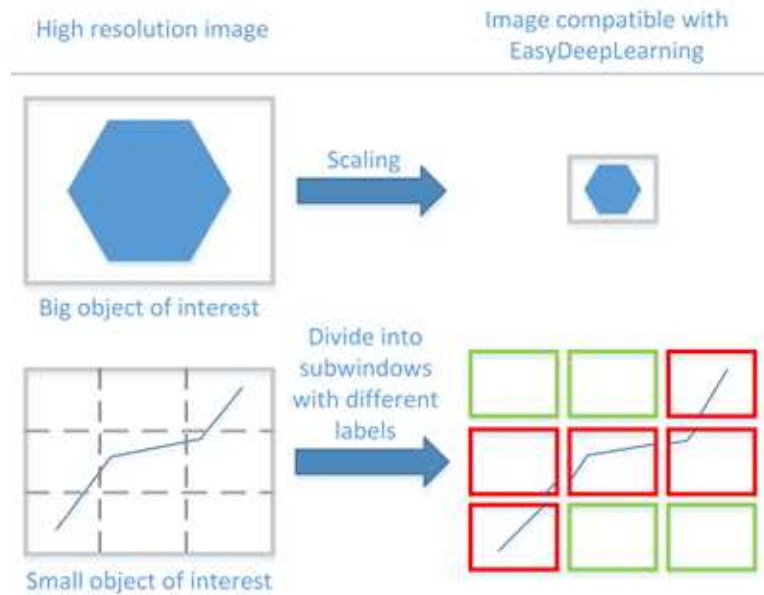 High resolution image
Image compatible with
EasyDeepLearning
Scaling
Big object of interest
Divide into
subwindows
with different
labels
Small object of interest